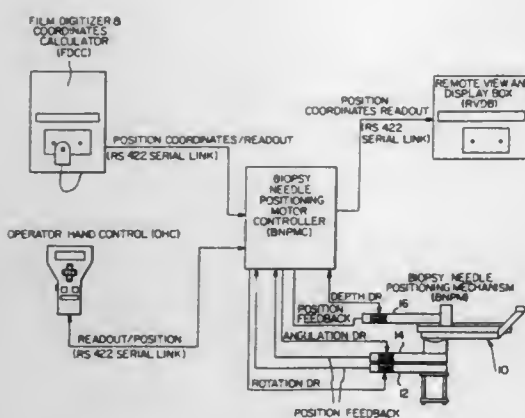 FILM DIGITIZER &
COORDINATES
CALCULATOR
(FDCC)
REMOTE VIEW AND
DISPLAY BOX
(RVDB)
POSITION
COORDINATES READOUT
(RS 422
SERIAL LINK)
POSITION COORDINATES/READOUT
(RS 422 SERIAL LINK)
BIOPSY
NEEDLE
POSITIONING
MOTOR
CONTROLLER
(BNPMC)
OPERATOR HAND CONTROL (OHC)
READOUT/POSITION
(RS 422 SERIAL LINK)
BIOPSY NEEDLE
POSITIONING MECHANISM
(BNPM)
DEPTH DR
16
POSITION
FEEDBACK
ANGULATION DR
14
10
12
ROTATION DR
POSITION FEEDBACK